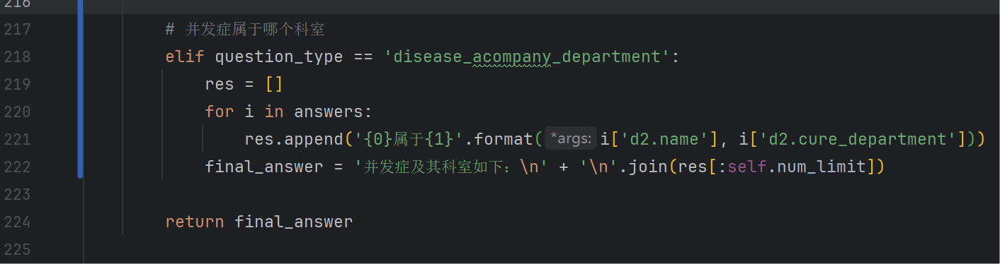 216
217 # 并发症属于哪个科室
218 elif question_type == 'disease_acompany_department':
219 res = []
220 for i in answers:
221 res.append('{0}属于{1}'.format( *args: i['d2.name'], i['d2.cure_department']))
222 final_answer = '并发症及其科室如下：\n' + '\n'.join(res[:self.num_limit])
223
224 return final_answer
225